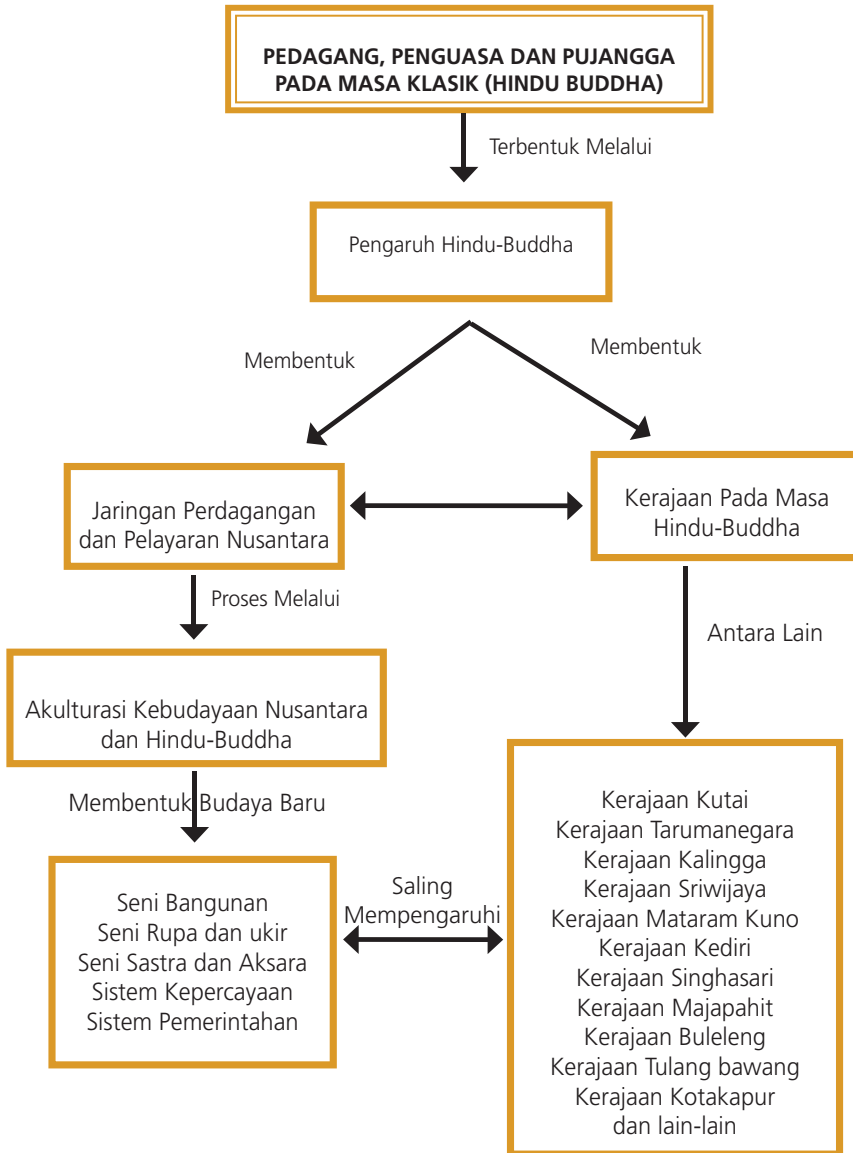 PEDAGANG, PENGUASA DAN PUJANGGA
PADA MASA KLASIK (HINDU BUDDHA)
Terbentuk Melalui
Pengaruh Hindu-Buddha
Membentuk
Membentuk
Jaringan Perdagangan
dan Pelayaran Nusantara
Kerajaan Pada Masa
Hindu-Buddha
Proses Melalui
Antara Lain
Akulturasi Kebudayaan Nusantara
dan Hindu-Buddha
Membentuk Budaya Baru
Seni Bangunan
Seni Rupa dan ukir
Seni Sastra dan Aksara
Sistem Kepercayaan
Sistem Pemerintahan
Saling
Mempengaruhi
Kerajaan Kutai
Kerajaan Tarumanegara
Kerajaan Kalingga
Kerajaan Sriwijaya
Kerajaan Mataram Kuno
Kerajaan Kediri
Kerajaan Singhasari
Kerajaan Majapahit
Kerajaan Buleleng
Kerajaan Tulang bawang
Kerajaan Kotakapur
dan lain-lain